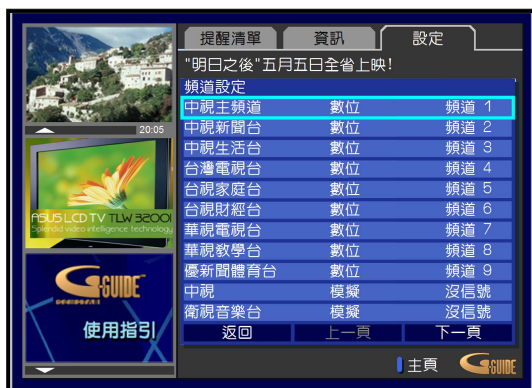 提醒清單 資訊 設定
"明日之後"五月五日全省上映!
頻道設定
中視主頻道 數位 頻道 1
中視新聞台 數位 頻道 2
中視生活台 數位 頻道 3
台灣電視台 數位 頻道 4
台視家庭台 數位 頻道 5
台視財經台 數位 頻道 6
華視電視台 數位 頻道 7
華視教學台 數位 頻道 8
優新聞體育台 數位 頻道 9
中視 模擬 沒信號
衛視音樂台 模擬 沒信號
返回 上一頁 下一頁
主頁 G-GUIDE
20:05
ASUS LCD TV TLW 32001
Splendid video intelligence technology
G-GUIDE™
GEMSTAR
使用指引